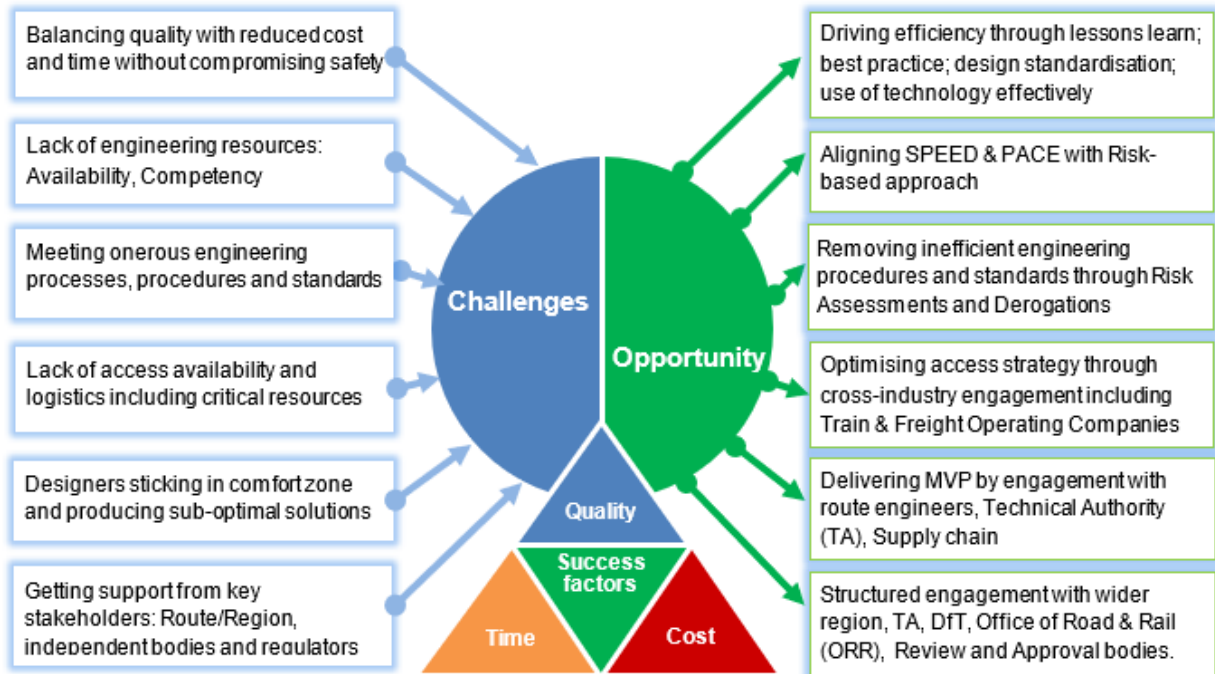 Balancing quality with reduced cost
and time without compromising safety
Lack of engineering resources:
Availability, Competency
Meeting onerous engineering
processes, procedures and standards
Lack of access availability and
logistics including critical resources
Designers sticking in comfort zone
and producing sub-optimal solutions
Getting support from key
stakeholders: Route/Region,
independent bodies and regulators
Challenges
Opportunity
Quality
Success
factors
Time
Cost
Driving efficiency through lessons learn;
best practice; design standardisation;
use of technology effectively
Aligning SPEED & PACE with Risk-
based approach
Removing inefficient engineering
procedures and standards through Risk
Assessments and Derogations
Optimising access strategy through
cross-industry engagement including
Train & Freight Operating Companies
Delivering MVP by engagement with
route engineers, Technical Authority
(TA), Supply chain
Structured engagement with wider
region, TA, DfT, Office of Road & Rail
(ORR), Review and Approval bodies.